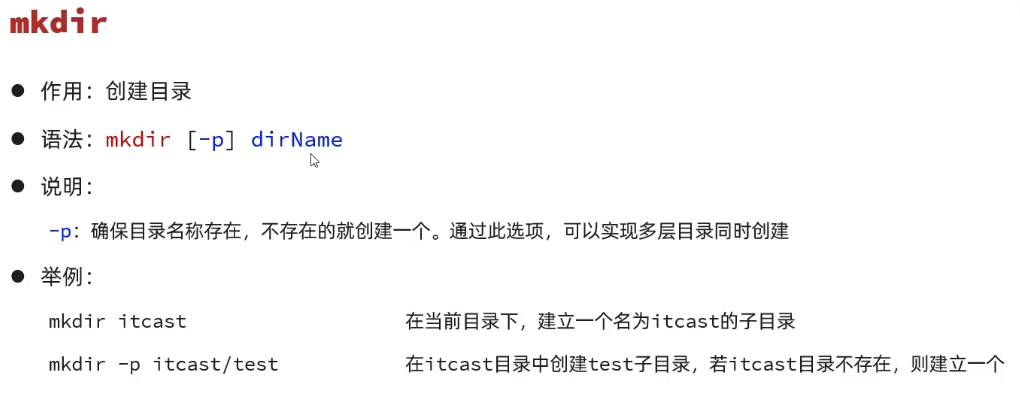 mkdir
● 作用：创建目录
● 语法：mkdir [-p] dirName
● 说明：
-p：确保目录名称存在，不存在的就创建一个。通过此选项，可以实现多层目录同时创建
● 举例：
mkdir itcast 在当前目录下，建立一个名为itcast的子目录
mkdir -p itcast/test 在itcast目录中创建test子目录，若itcast目录不存在，则建立一个